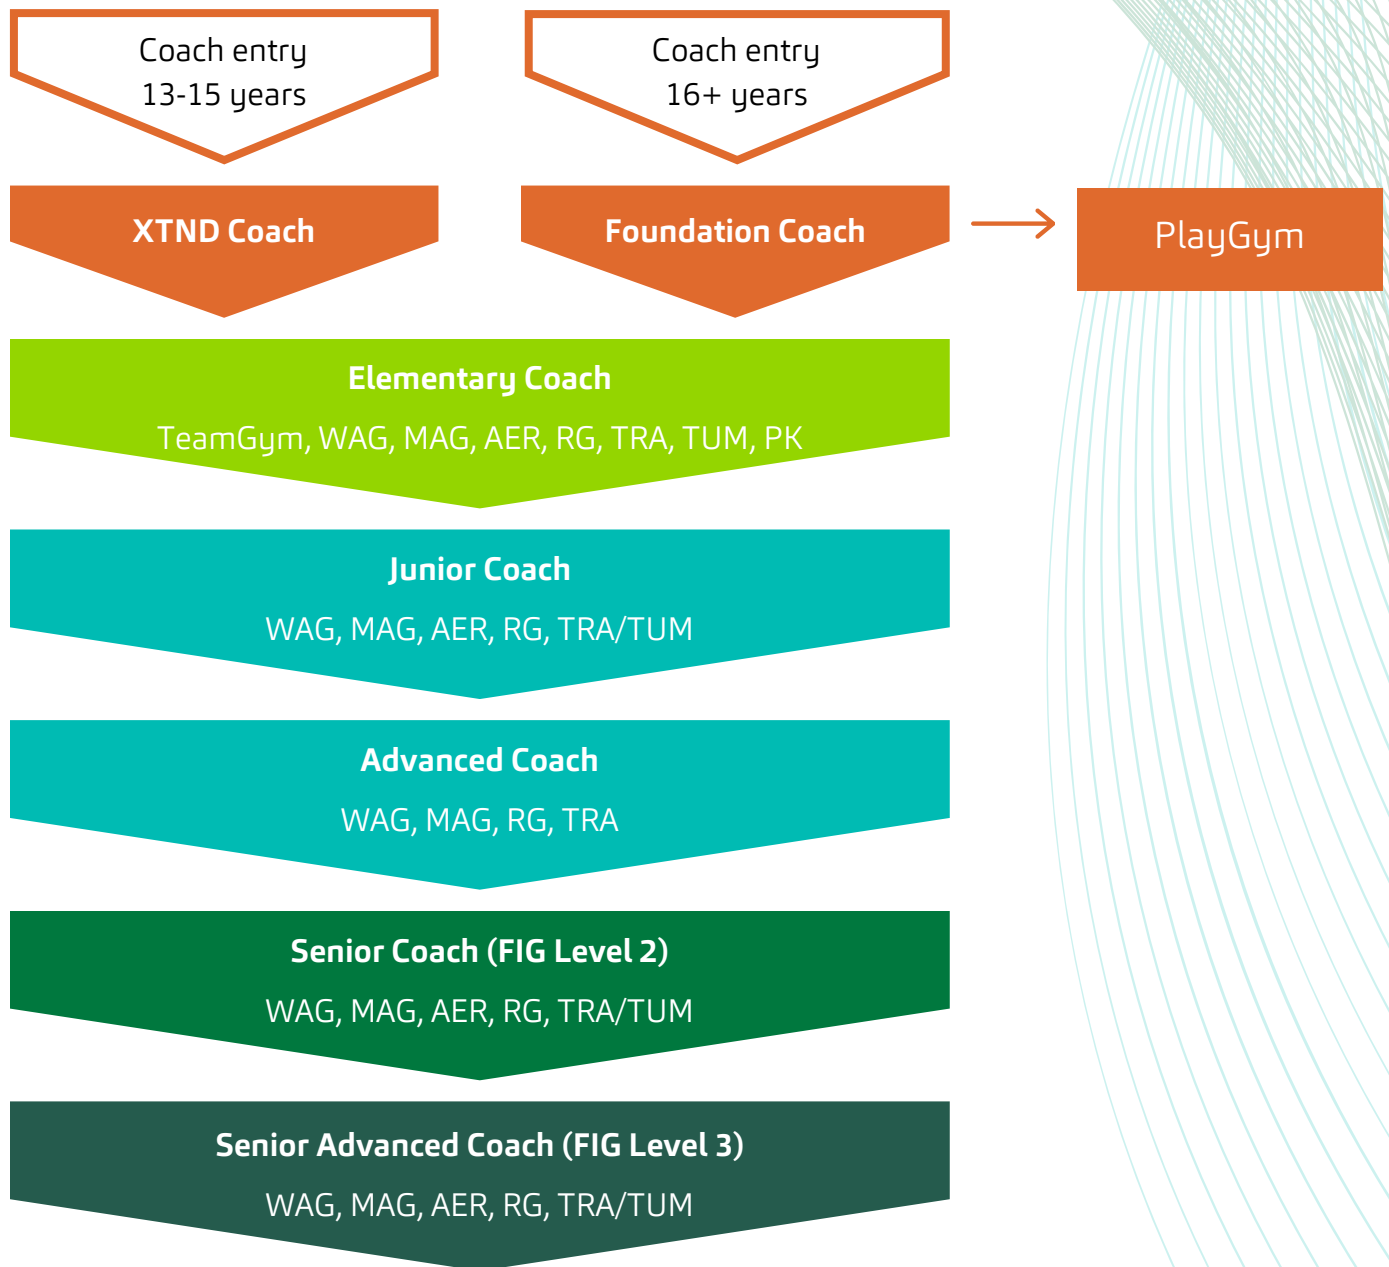 Coach entry
13-15 years
Coach entry
16+ years
XTND Coach
Foundation Coach
PlayGym
Elementary Coach
TeamGym, WAG, MAG, AER, RG, TRA, TUM, PK
Junior Coach
WAG, MAG, AER, RG, TRA/TUM
Advanced Coach
WAG, MAG, RG, TRA
Senior Coach (FIG Level 2)
WAG, MAG, AER, RG, TRA/TUM
Senior Advanced Coach (FIG Level 3)
WAG, MAG, AER, RG, TRA/TUM